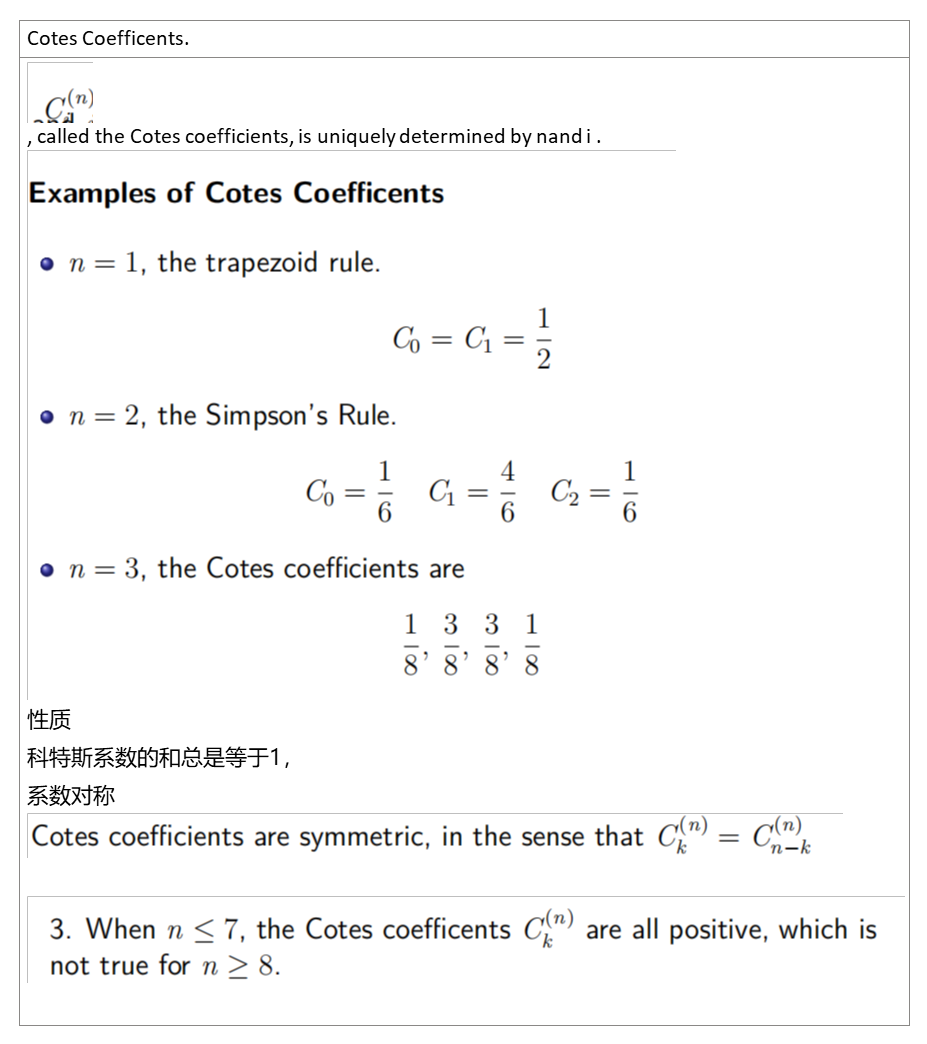 Cotes Coefficents.
C_i^{(n)}
, called the Cotes coefficients, is uniquely determined by nand i .
Examples of Cotes Coefficents
n = 1, the trapezoid rule.
C_0 = C_1 = \frac{1}{2}
n = 2, the Simpson's Rule.
C_0 = \frac{1}{6} C_1 = \frac{4}{6} C_2 = \frac{1}{6}
n = 3, the Cotes coefficients are
\frac{1}{8}, \frac{3}{8}, \frac{3}{8}, \frac{1}{8}
性质
科特斯系数的和总是等于1，
系数对称
Cotes coefficients are symmetric, in the sense that C_k^{(n)} = C_{n-k}^{(n)}
3. When n ≤ 7, the Cotes coefficents C_k^{(n)} are all positive, which is
not true for n ≥ 8.